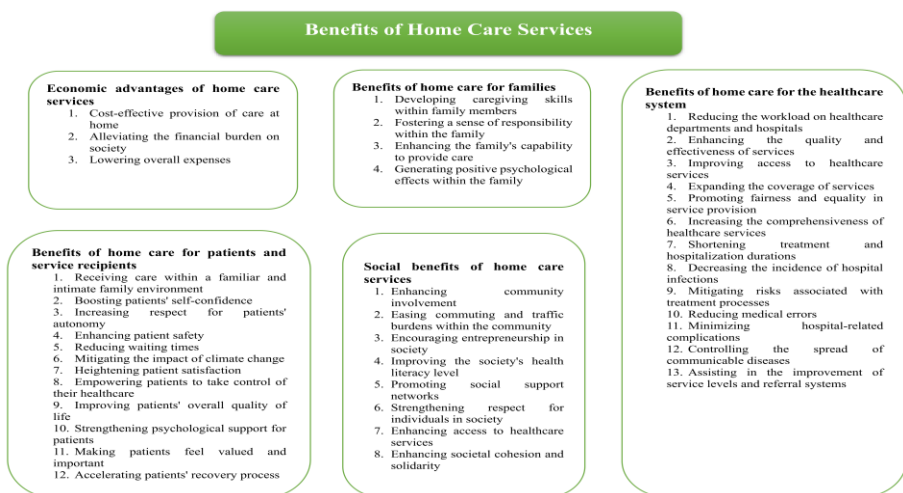 Benefits of Home Care Services
Economic advantages of home care
services
1. Cost-effective provision of care at
home
2. Alleviating the financial burden on
society
3. Lowering overall expenses
Benefits of home care for families
1. Developing caregiving skills
within family members
2. Fostering a sense of responsibility
within the family
3. Enhancing the family's capability
to provide care
4. Generating positive psychological
effects within the family
Benefits of home care for the healthcare
system
1. Reducing the workload on healthcare
departments and hospitals
2. Enhancing the quality and
effectiveness of services
3. Improving access to healthcare
services
4. Expanding the coverage of services
5. Promoting fairness and equality in
service provision
6. Increasing the comprehensiveness of
healthcare services
7. Shortening treatment and
hospitalization durations
8. Decreasing the incidence of hospital
infections
9. Mitigating risks associated with
treatment processes
10. Reducing medical errors
11. Minimizing hospital-related
complications
12. Controlling the spread of
communicable diseases
13. Assisting in the improvement of
service levels and referral systems
Benefits of home care for patients and
service recipients
1. Receiving care within a familiar and
intimate family environment
2. Boosting patients' self-confidence
3. Increasing respect for patients'
autonomy
4. Enhancing patient safety
5. Reducing waiting times
6. Mitigating the impact of climate change
7. Heightening patient satisfaction
8. Empowering patients to take control of
their healthcare
9. Improving patients' overall quality of
life
10. Strengthening psychological support for
patients
11. Making patients feel valued and
important
12. Accelerating patients' recovery process
Social benefits of home care
services
1. Enhancing community
involvement
2. Easing commuting and traffic
burdens within the community
3. Encouraging entrepreneurship in
society
4. Improving the society's health
literacy level
5. Promoting social support
networks
6. Strengthening respect for
individuals in society
7. Enhancing access to healthcare
services
8. Enhancing societal cohesion and
solidarity